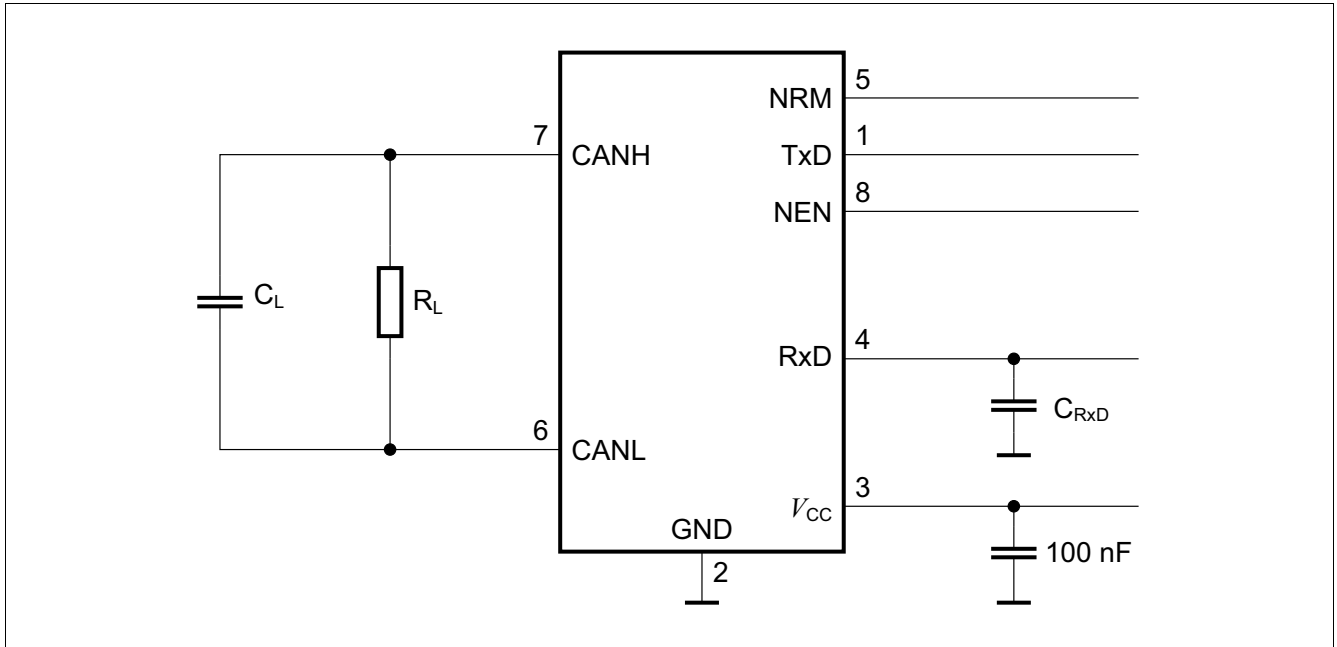 NRM 5
7 CANH TxD 1
NEN 8
C_L R_L
RxD 4
C_RxD
6 CANL
V_CC 3
GND
100 nF
2